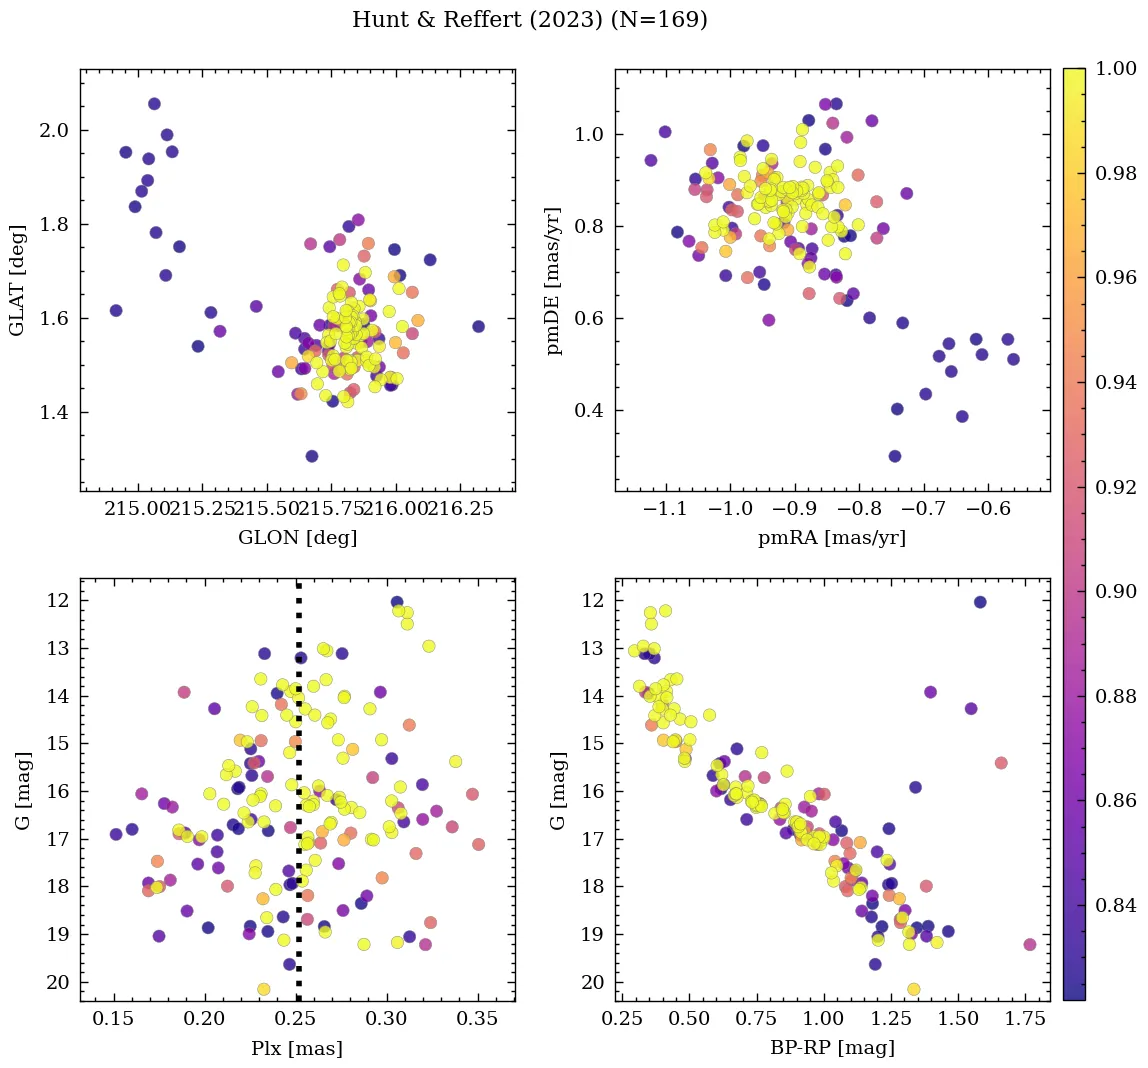 Hunt & Reffert (2023) (N=169)
GLAT [deg]
2.0
1.8
1.6
1.4
215.00 215.25 215.50 215.75 216.00 216.25
GLON [deg]
pmDE [mas/yr]
1.0
0.8
0.6
0.4
−1.1 −1.0 −0.9 −0.8 −0.7 −0.6
pmRA [mas/yr]
1.00
0.98
0.96
0.94
0.92
0.90
0.88
0.86
0.84
G [mag]
12
13
14
15
16
17
18
19
20
0.15 0.20 0.25 0.30 0.35
Plx [mas]
G [mag]
12
13
14
15
16
17
18
19
20
0.25 0.50 0.75 1.00 1.25 1.50 1.75
BP-RP [mag]